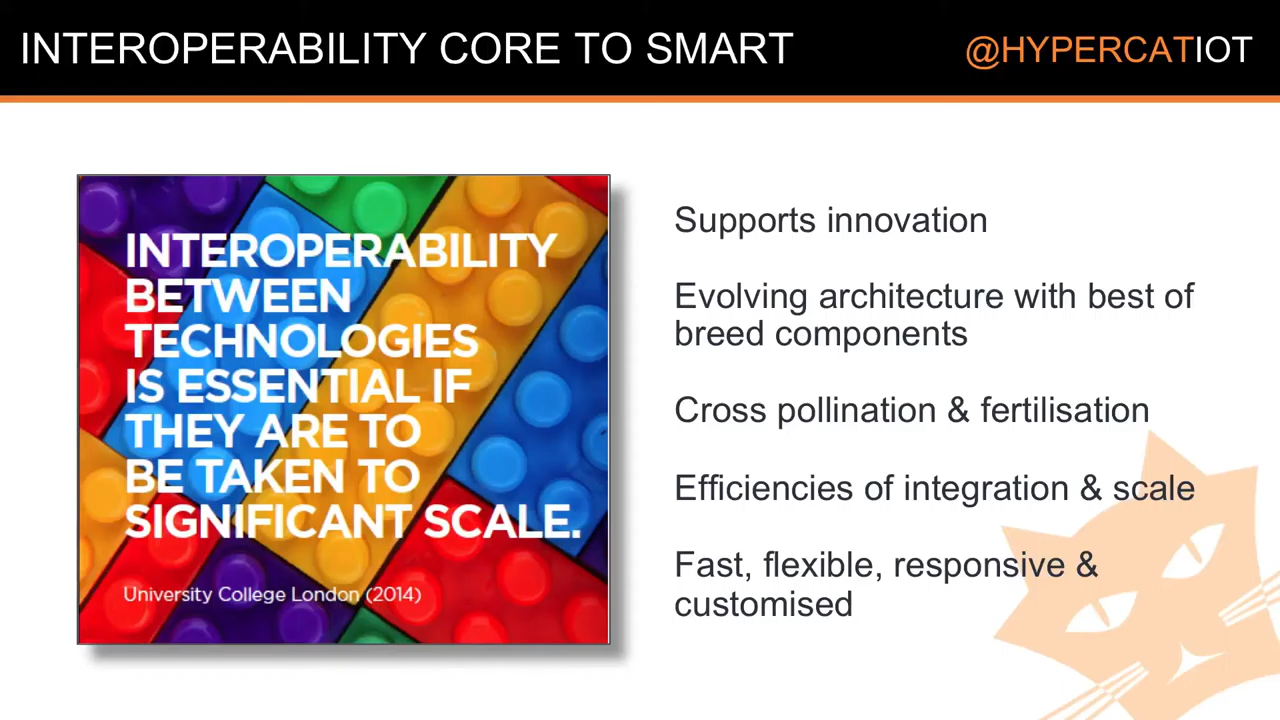 INTEROPERABILITY CORE TO SMART
@HYPERCATIOT
INTEROPERABILITY
BETWEEN
TECHNOLOGIES
IS ESSENTIAL IF
THEY ARE TO
BE TAKEN TO
SIGNIFICANT SCALE.
University College London (2014)
Supports innovation
Evolving architecture with best of
breed components
Cross pollination & fertilisation
Efficiencies of integration & scale
Fast, flexible, responsive &
customised